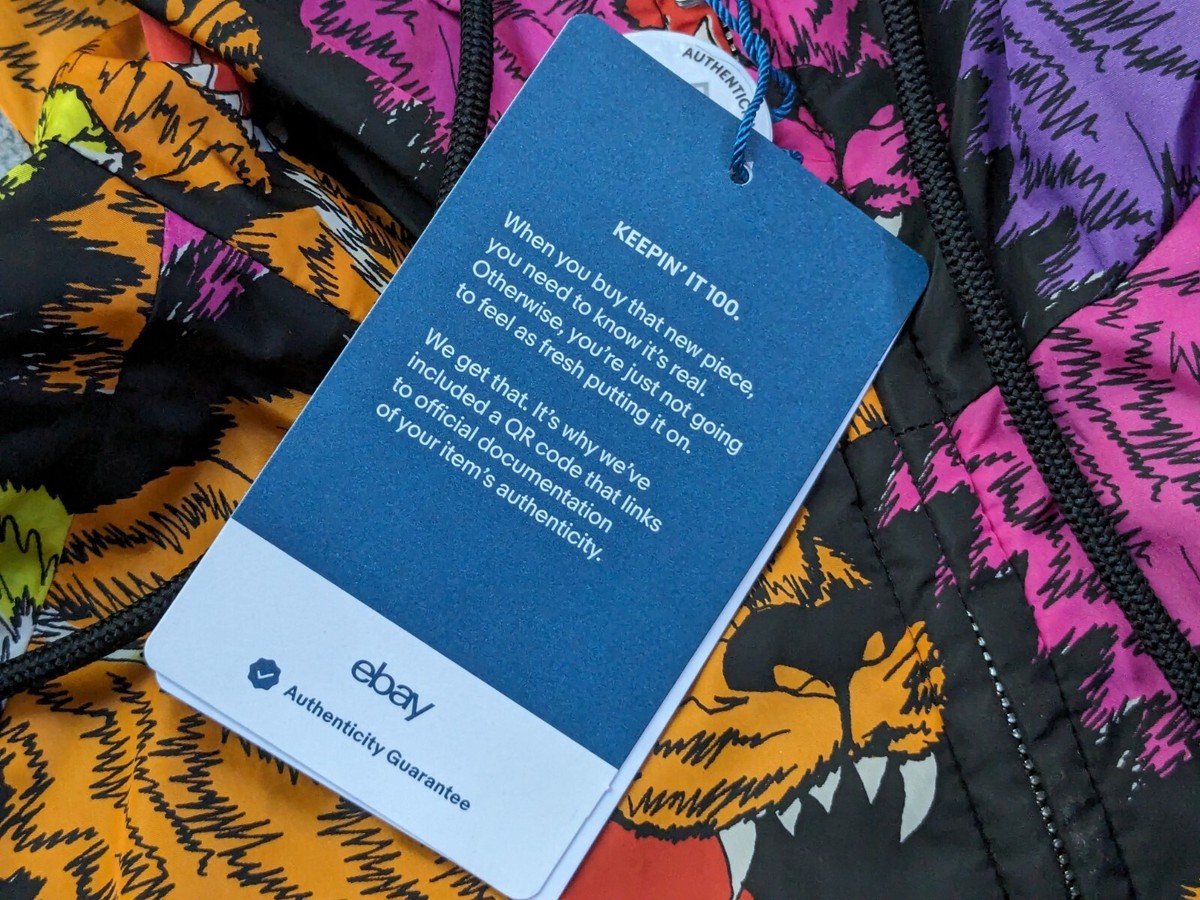 AUTHENTIC
KEEPIN' IT 100.
When you buy that new piece,
you need to know it's real.
Otherwise, you're just not going
to feel as fresh putting it on.
We get that. It's why we've
included a QR code that links
to official documentation
of your item's authenticity.
ebay
Authenticity Guarantee